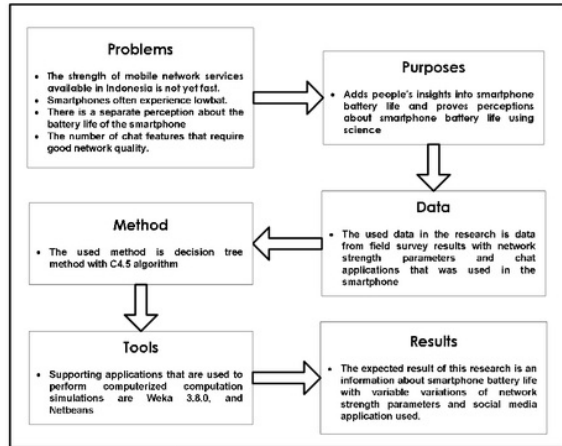 Problems
• The strength of mobile network services
available in Indonesia is not yet fast.
• Smartphones often experience lowbat.
• There is a separate perception about the
battery life of the smartphone
• The number of chat features that require
good network quality.
Purposes
• Adds people's insights into smartphone
battery life and proves perceptions
about smartphone battery life using
science
Data
• The used data in the research is data
from field survey results with network
strength parameters and chat
applications that was used in the
smartphone
Method
• The used method is decision tree
method with C4.5 algorithm
Tools
• Supporting applications that are used to
perform computerized computation
simulations are Weka 3.8.0, and
Netbeans
Results
• The expected result of this research is an
information about smartphone battery life
with variable variations of network
strength parameters and social media
application used.